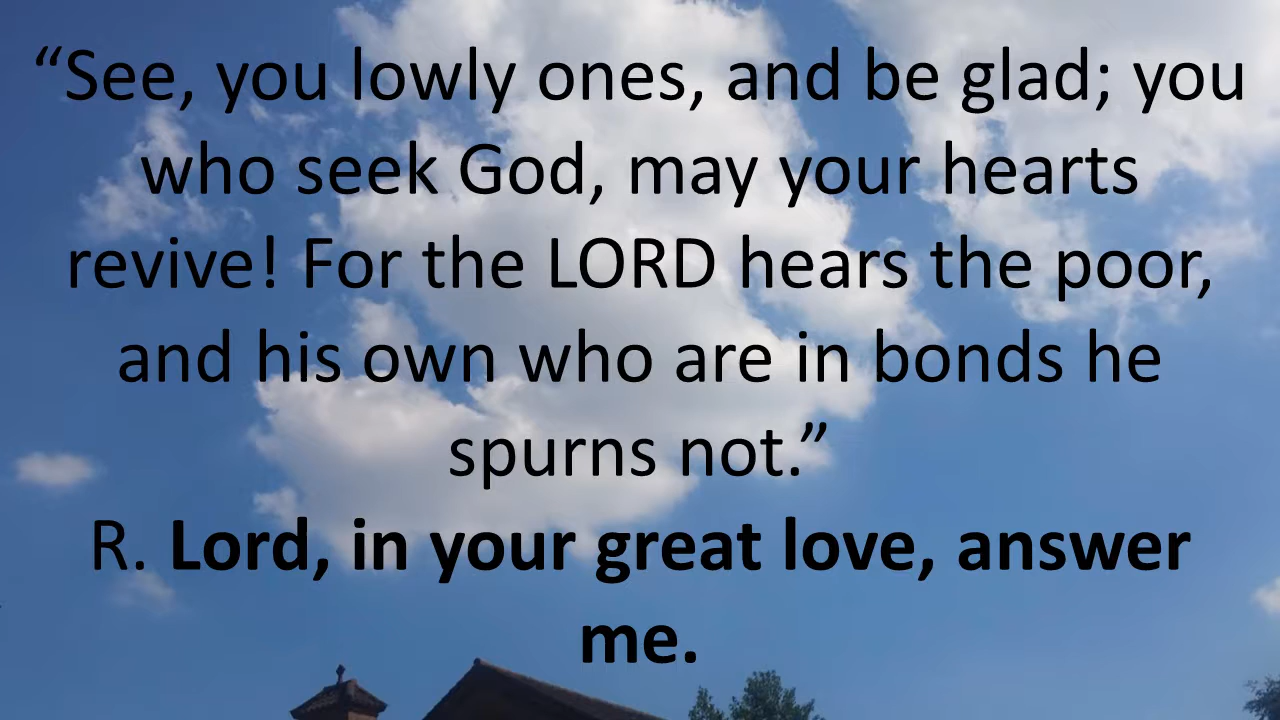 “See, you lowly ones, and be glad; you
who seek God, may your hearts
revive! For the LORD hears the poor,
and his own who are in bonds he
spurns not.”
R. Lord, in your great love, answer
me.